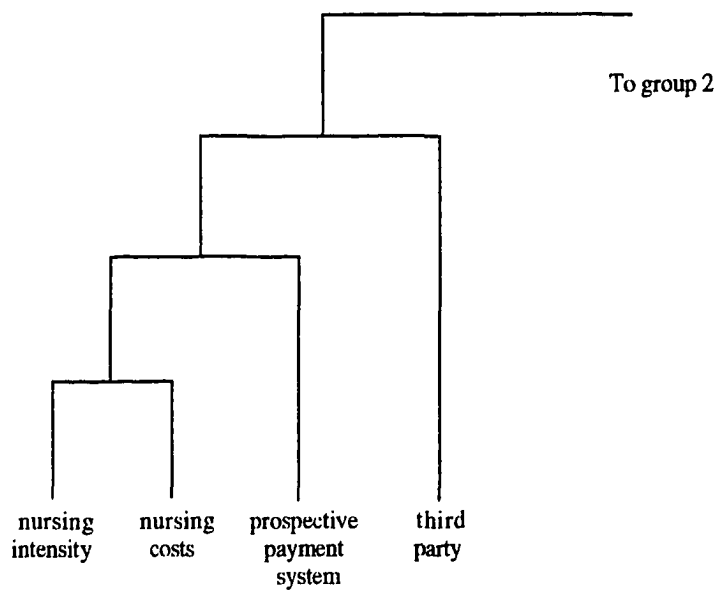 To group 2
nursing
intensity
nursing
costs
prospective
payment
system
third
party